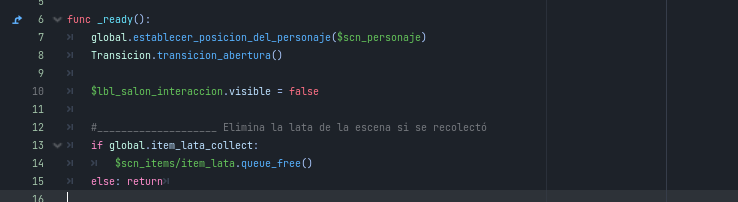 5
6 func _ready():
7 global.establecer_posicion_del_personaje($scn_personaje)
8 Transicion.transicion_abertura()
9
10 $lbl_salon_interaccion.visible = false
11
12 #___________________ Elimina la lata de la escena si se recolectó
13 if global.item_lata_collect:
14 $scn_items/item_lata.queue_free()
15 else: return
16